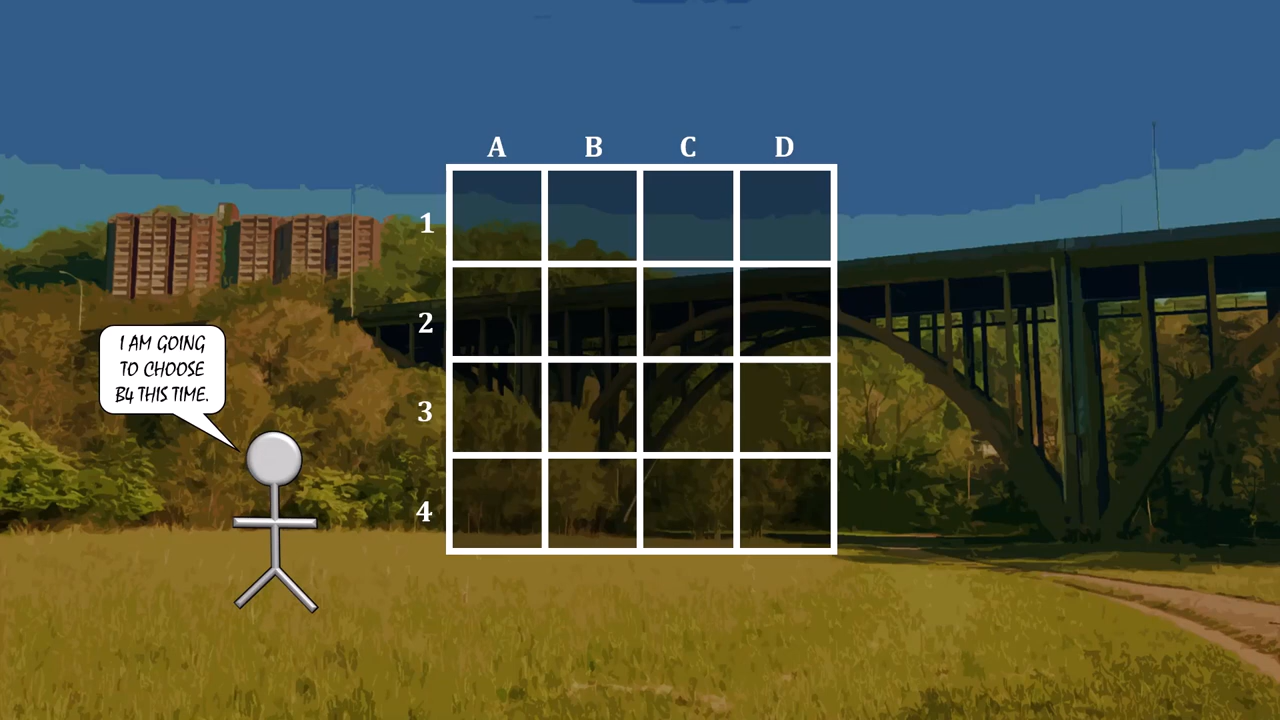 A B C D
1
2
3
4
I AM GOING
TO CHOOSE
B4 THIS TIME.